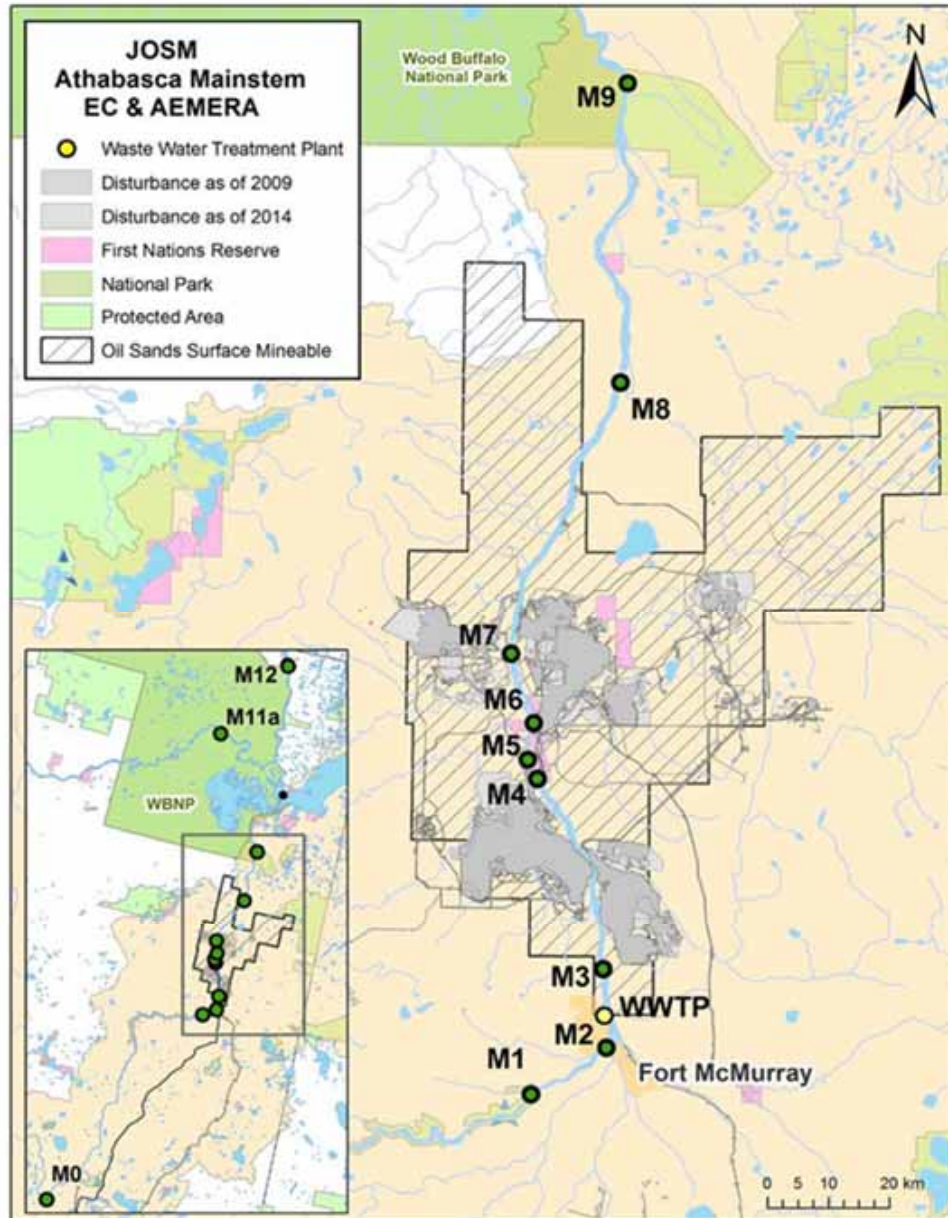 JOSM
Athabasca Mainstem
EC & AEMERA
Waste Water Treatment Plant
Disturbance as of 2009
Disturbance as of 2014
First Nations Reserve
National Park
Protected Area
Oil Sands Surface Mineable
Wood Buffalo
National Park
N
M9
M8
M7
M6
M5
M4
M3
WWTP
M2
M1
Fort McMurray
M12
M11a
WBNP
M0
0 5 10 20 km